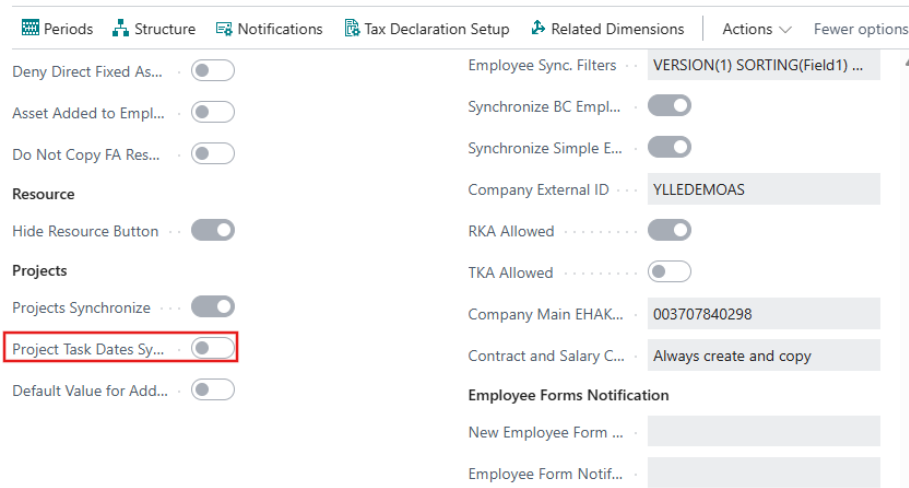 Periods Structure Notifications Tax Declaration Setup Related Dimensions Actions Fewer options
Deny Direct Fixed As...
Asset Added to Empl...
Do Not Copy FA Res...
Resource
Hide Resource Button
Projects
Projects Synchronize
Project Task Dates Sy...
Default Value for Add...
Employee Sync. Filters VERSION(1) SORTING(Field1) ...
Synchronize BC Empl...
Synchronize Simple E...
Company External ID YLLEDEMOAS
RKA Allowed
TKA Allowed
Company Main EHAK... 003707840298
Contract and Salary C... Always create and copy
Employee Forms Notification
New Employee Form ...
Employee Form Notif...